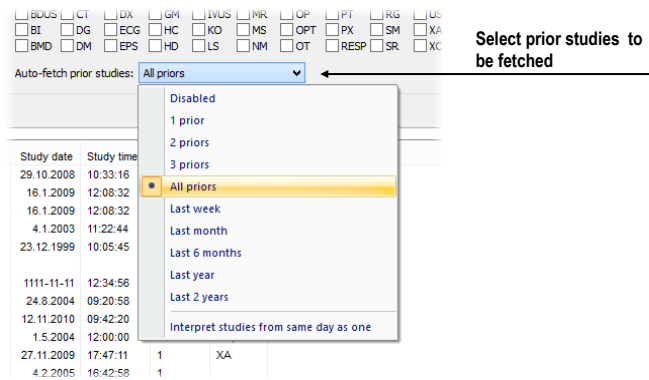 BDUS CT DX GM IVUS MR OP PT RG US
BI DG ECG HC KO MS OPT PX SM XA
BMD DM EPS HD LS NM OT RESP SR XC
Select prior studies to
be fetched
Auto-fetch prior studies: All priors
Disabled
1 prior
2 priors
3 priors
All priors
Last week
Last month
Last 6 months
Last year
Last 2 years
Interpret studies from same day as one
Study date Study time
29.10.2008 10:33:16
16.1.2009 12:08:32
16.1.2009 12:08:32
4.1.2003 11:22:44
23.12.1999 10:05:45
1111-11-11 12:34:56
24.8.2004 09:20:58
12.11.2010 09:42:20
1.5.2004 12:00:00
27.11.2009 17:47:11 1 XA
4.2.2005 16:42:58 1